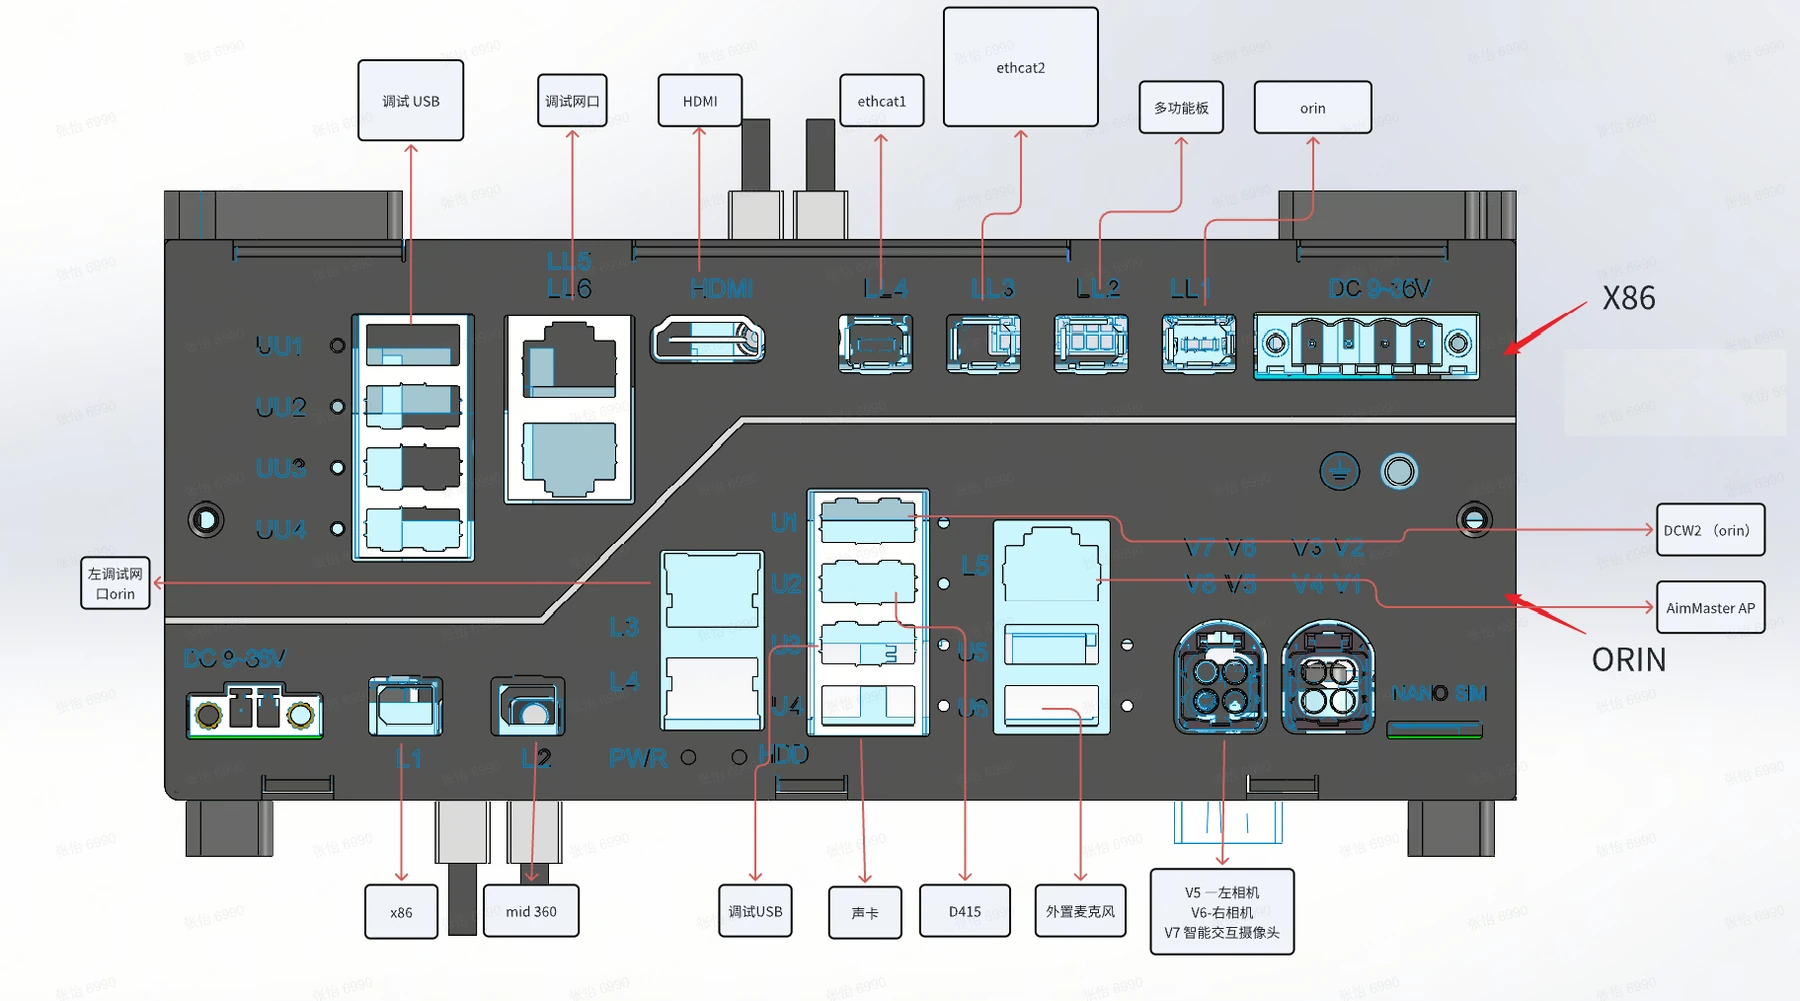 ethcat2
调试 USB
调试网口
HDMI
ethcat1
多功能板
orin
LL5
LL6
HDMI
LL4
LL3
LL2
LL1
DC 9~36V
X86
UU1
UU2
UU3
UU4
U1
DCW2 （orin）
V7 V6
V3 V2
L5
左调试网
口orin
U2
V8 V5
V4 V1
AimMaster AP
L3
U3
U5
DC 9~36V
ORIN
L4
U4
U6
NANO SIM
L1
L2
PWR
HDD
x86
mid 360
调试USB
声卡
D415
外置麦克风
V5 —左相机
V6-右相机
V7 智能交互摄像头
张怡 6990